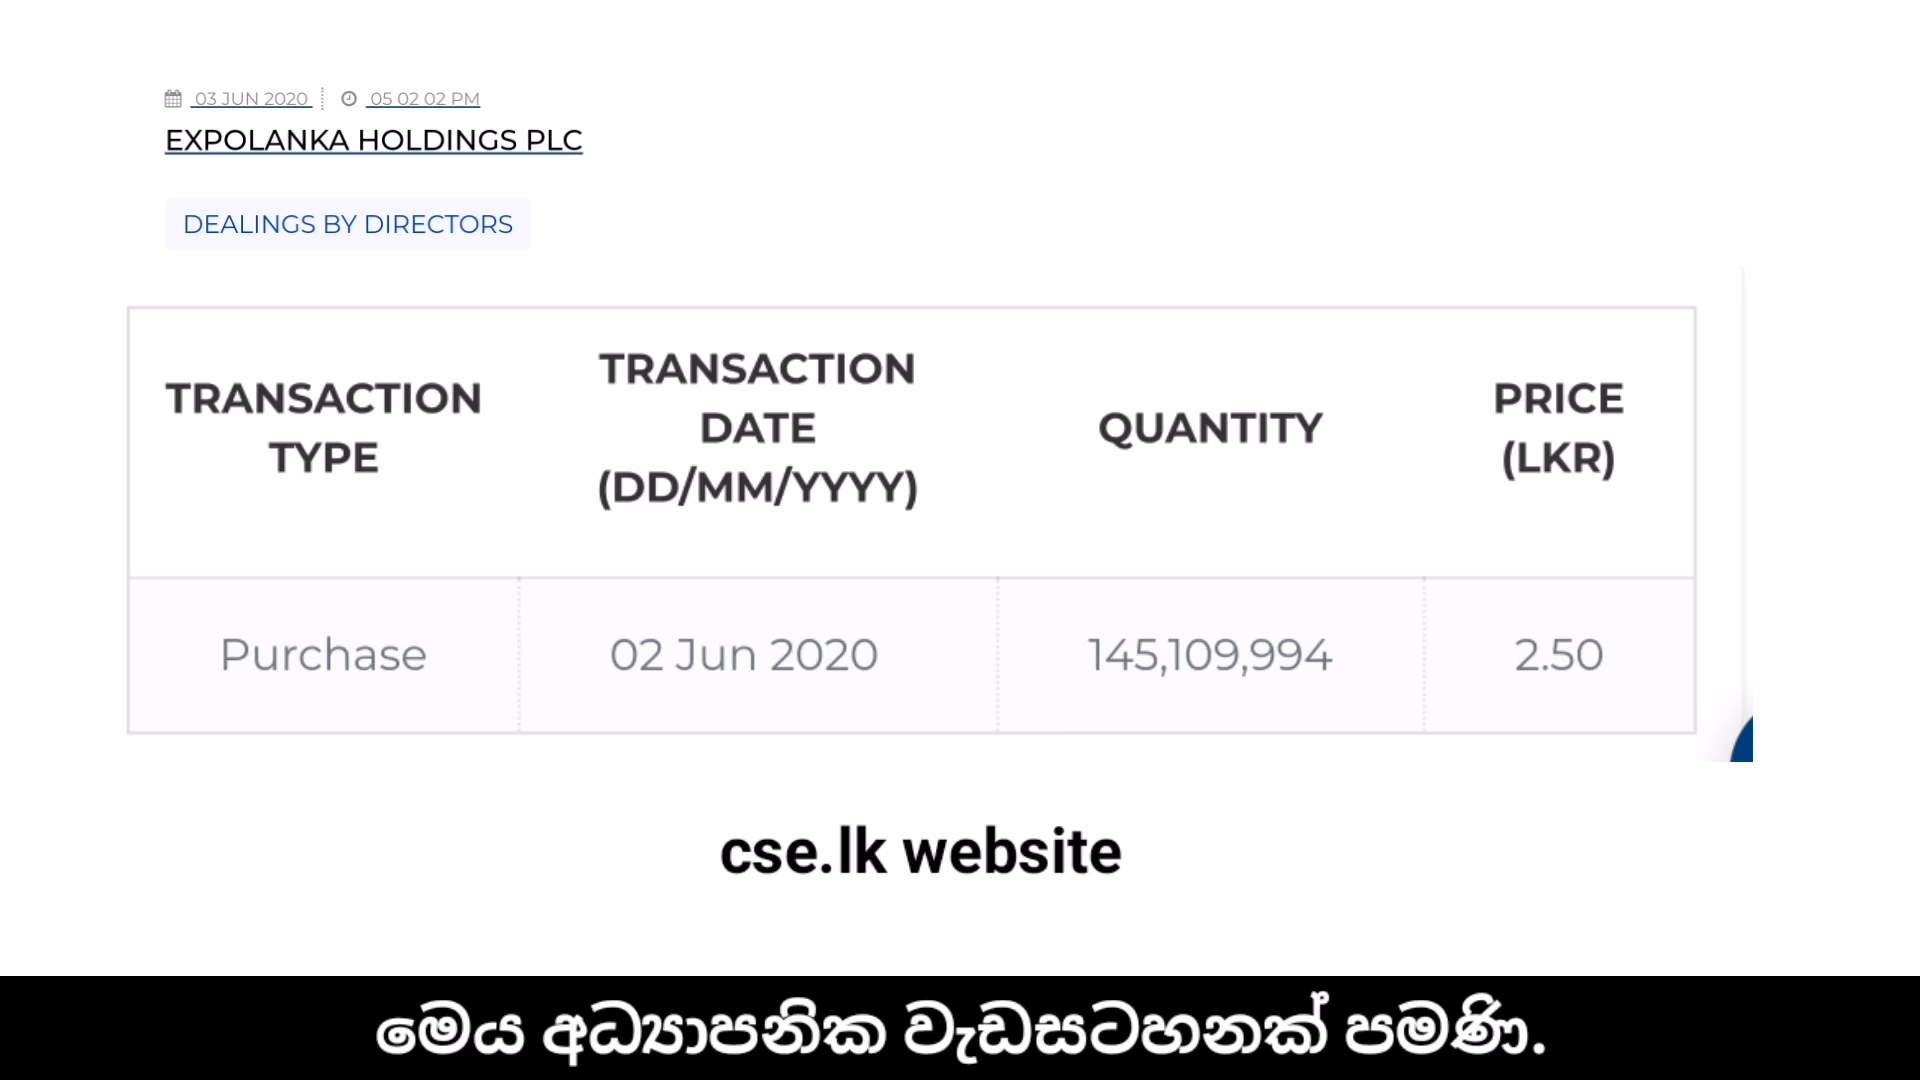 03 JUN 2020 05 02 02 PM
EXPOLANKA HOLDINGS PLC
DEALINGS BY DIRECTORS
TRANSACTION TYPE
TRANSACTION DATE (DD/MM/YYYY)
QUANTITY
PRICE (LKR)
Purchase 02 Jun 2020 145,109,994 2.50
cse.lk website
මෙය අධ්‍යාපනික වැඩසටහනක් පමණි.